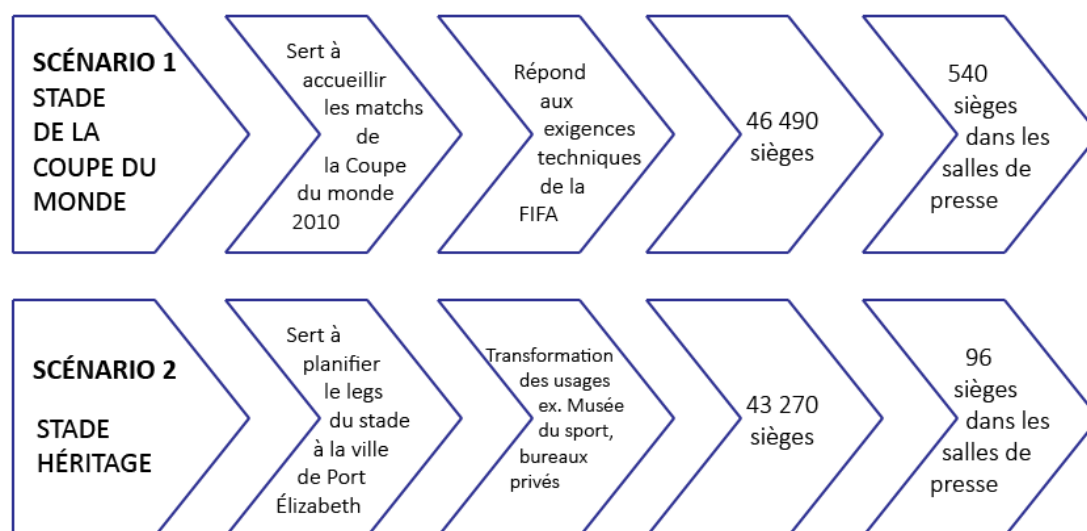 SCÉNARIO 1
STADE
DE LA
COUPE DU
MONDE
Sert à
accueillir
les matchs
de
la Coupe
du monde
2010
Répond
aux
exigences
techniques
de la
FIFA
46 490
sièges
540
sièges
dans les
salles de
presse
SCÉNARIO 2
STADE
HÉRITAGE
Sert à
planifier
le legs
du stade
à la ville
de Port
Élizabeth
Transformation
des usages
ex. Musée
du sport,
bureaux
privés
43 270
sièges
96
sièges
dans les
salles de
presse